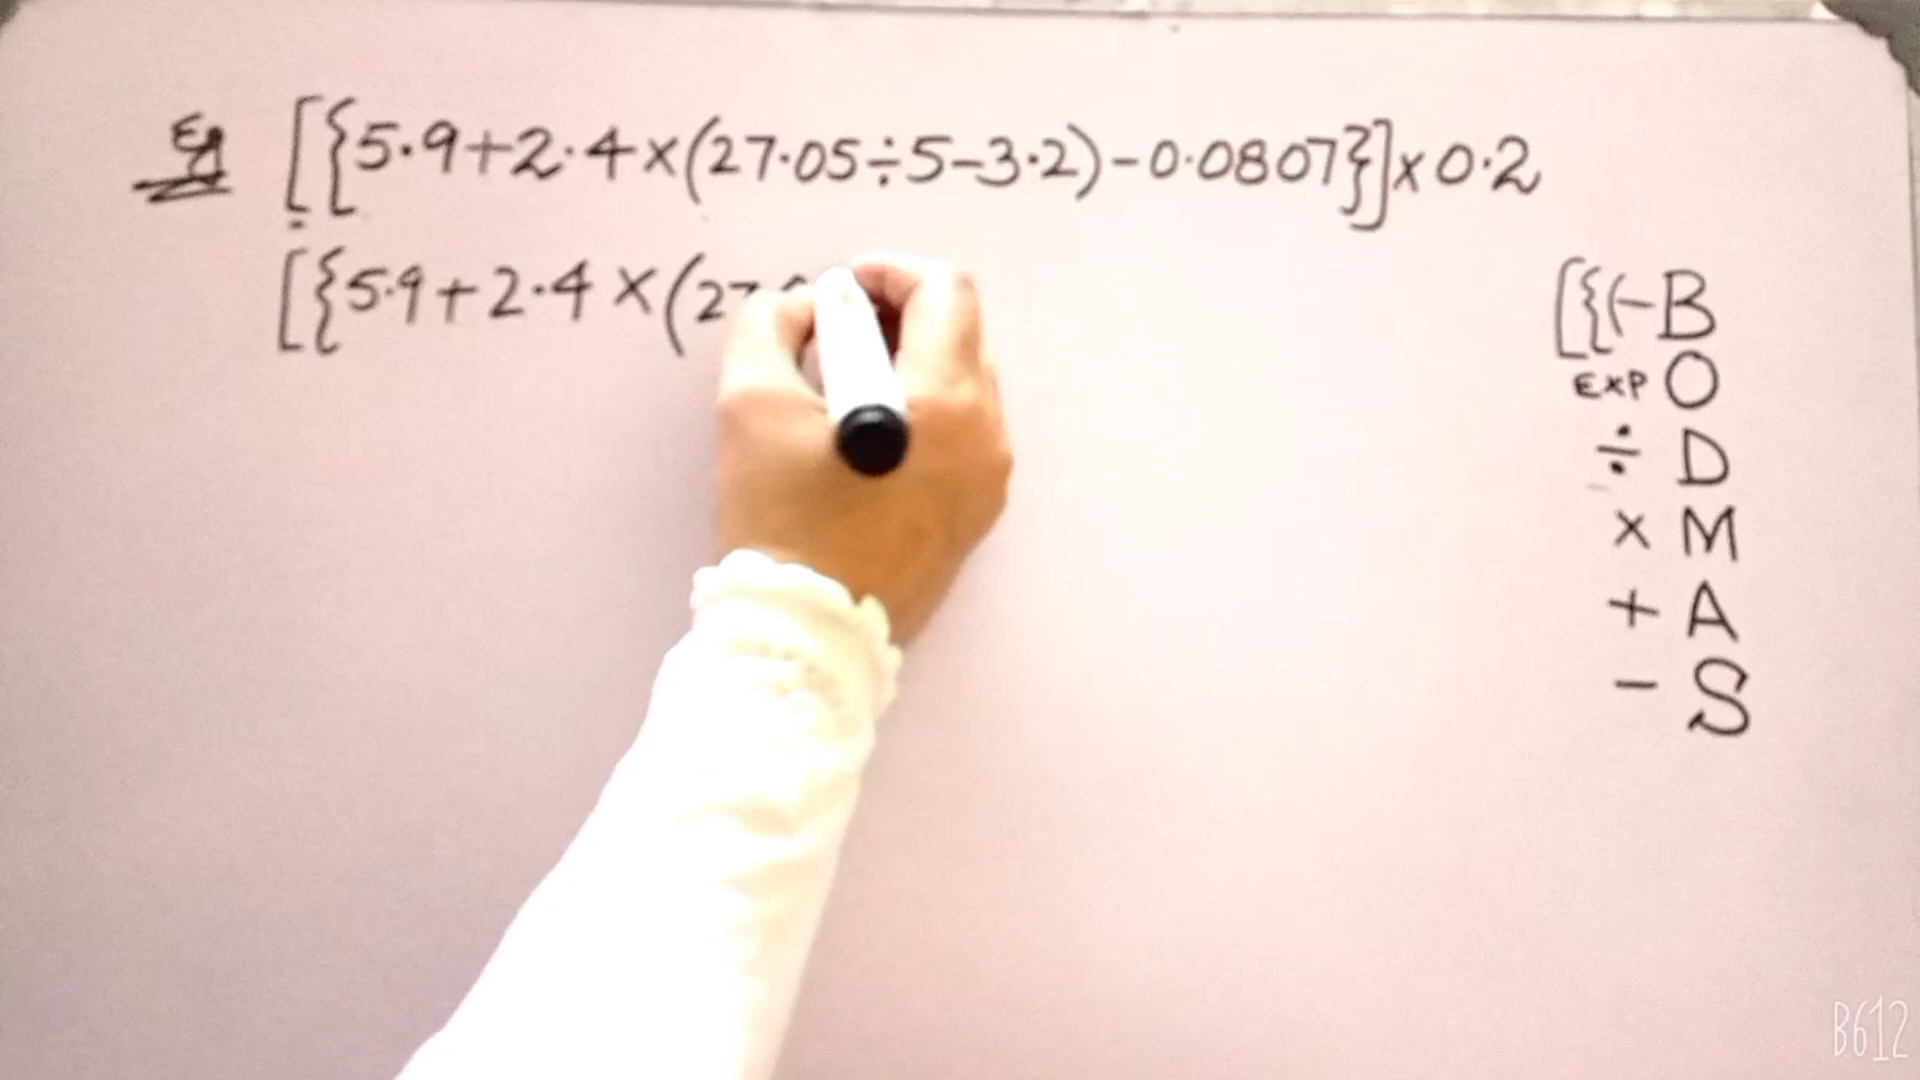 Eg [{5.9+2.4×(27.05÷5-3.2)-0.0807}]×0.2
[{5.9+2.4×(27
[{(-B
EXP O
÷ D
× M
+ A
- S
B612